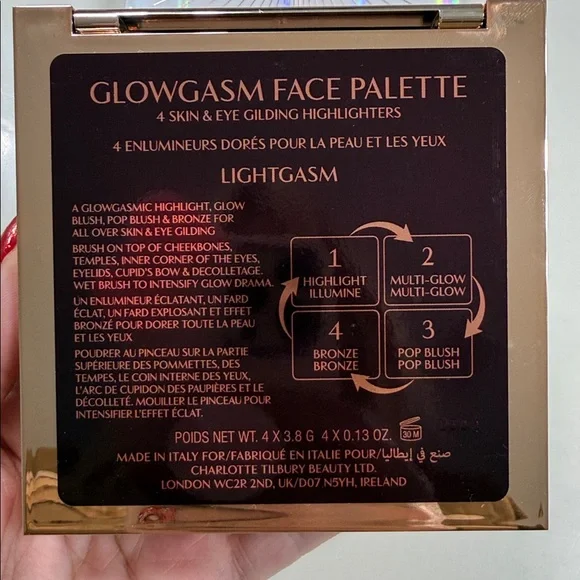 GLOWGASM FACE PALETTE
4 SKIN & EYE GILDING HIGHLIGHTERS
4 ENLUMINEURS DORÉS POUR LA PEAU ET LES YEUX
LIGHTGASM
A GLOWGASMIC HIGHLIGHT, GLOW
BLUSH, POP BLUSH & BRONZE FOR
ALL OVER SKIN & EYE GILDING
BRUSH ON TOP OF CHEEKBONES,
TEMPLES, INNER CORNER OF THE EYES,
EYELIDS, CUPID'S BOW & DECOLLETAGE.
WET BRUSH TO INTENSIFY GLOW DRAMA.
UN ENLUMINEUR ÉCLATANT, UN FARD
ÉCLAT, UN FARD EXPLOSANT ET EFFET
BRONZÉ POUR DORER TOUTE LA PEAU
ET LES YEUX
POUDRER AU PINCEAU SUR LA PARTIE
SUPÉRIEURE DES POMMETTES, DES
TEMPES, LE COIN INTERNE DES YEUX,
L'ARC DE CUPIDON DES PAUPIÈRES ET LE
DÉCOLLETÉ. MOUILLER LE PINCEAU POUR
INTENSIFIER L'EFFET ÉCLAT.
1
HIGHLIGHT
ILLUMINE
2
MULTI-GLOW
MULTI-GLOW
4
BRONZE
BRONZE
3
POP BLUSH
POP BLUSH
POIDS NET WT. 4 X 3.8 G 4 X 0.13 OZ. 30 M
MADE IN ITALY FOR/FABRIQUÉ EN ITALIE POUR/صنع في إيطاليا
CHARLOTTE TILBURY BEAUTY LTD.
LONDON WC2R 2ND, UK/D07 N5YH, IRELAND